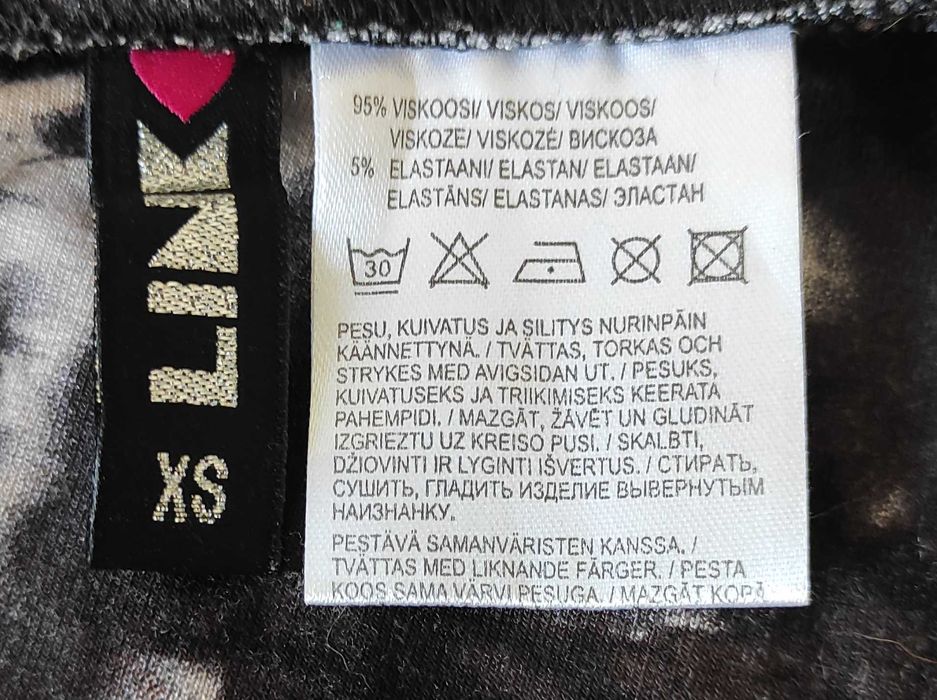 LINK
XS
95% VISKOOSI/ VISKOS/ VISKOOS/
VISKOZE/ VISKOZĖ/ ВИСКОЗА
5% ELASTAANI/ ELASTAN/ ELASTAAN/
ELASTĀNS/ ELASTANAS/ ЭЛАСТАН
30
PESU, KUIVATUS JA SILITYS NURINPÄIN
KÄÄNNETTYNÄ. / TVÄTTAS, TORKAS OCH
STRYKES MED AVIGSIDAN UT. / PESUKS,
KUIVATUSEKS JA TRIIKIMISEKS KEERATA
PAHEMPIDI. / MAZGĀT, ŽĀVĒT UN GLUDINĀT
IZGRIEZTU UZ KREISO PUSI. / SKALBTI,
DŽIOVINTI IR LYGINTI IŠVERTUS. / СТИРАТЬ,
СУШИТЬ, ГЛАДИТЬ ИЗДЕЛИЕ ВЫВЕРНУТЫМ
НАИЗНАНКУ.
PESTÄVÄ SAMANVÄRISTEN KANSSA. /
TVÄTTAS MED LIKNANDE FÄRGER. / PESTA
KOOS SAMA VÄRVI PESUGA. / MAZGĀT KOPĀ